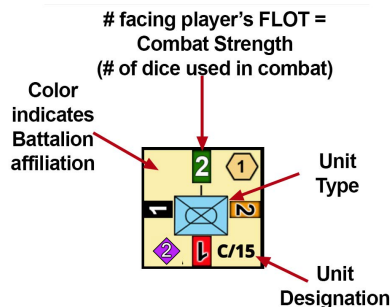 # facing player's FLOT =
Combat Strength
(# of dice used in combat)
Color
indicates
Battalion
affiliation
Unit
Type
2
1
1
2
2
1
C/15
Unit
Designation